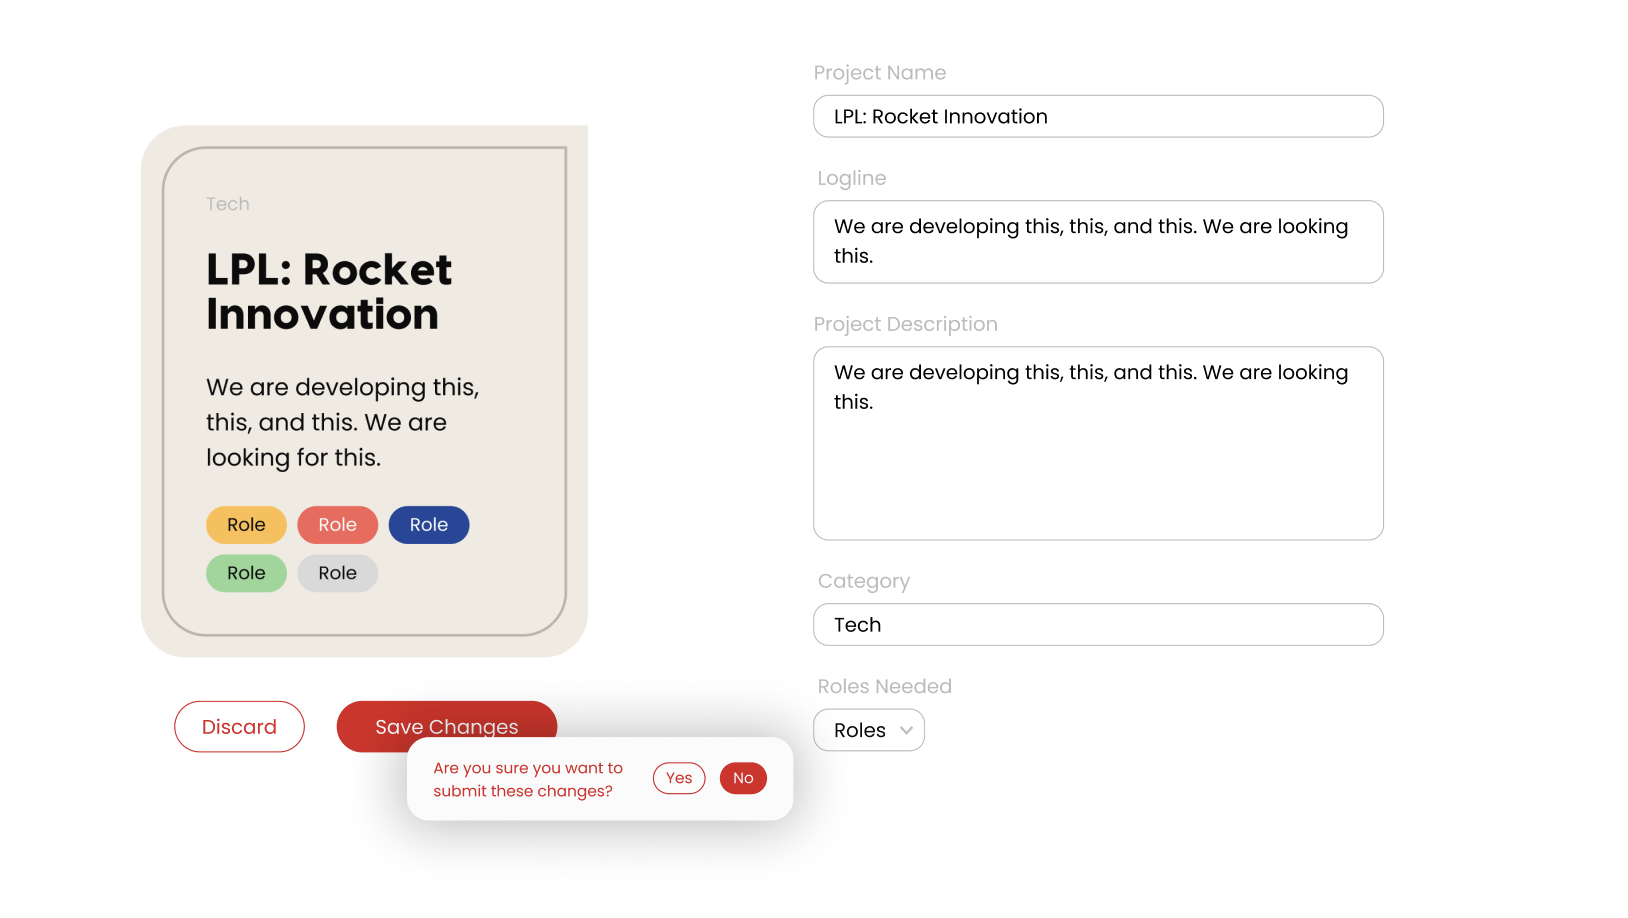 Tech
LPL: Rocket
Innovation
We are developing this,
this, and this. We are
looking for this.
Role
Role
Role
Role
Role
Discard
Save Changes
Are you sure you want to
submit these changes?
Yes
No
Project Name
LPL: Rocket Innovation
Logline
We are developing this, this, and this. We are looking
this.
Project Description
We are developing this, this, and this. We are looking
this.
Category
Tech
Roles Needed
Roles